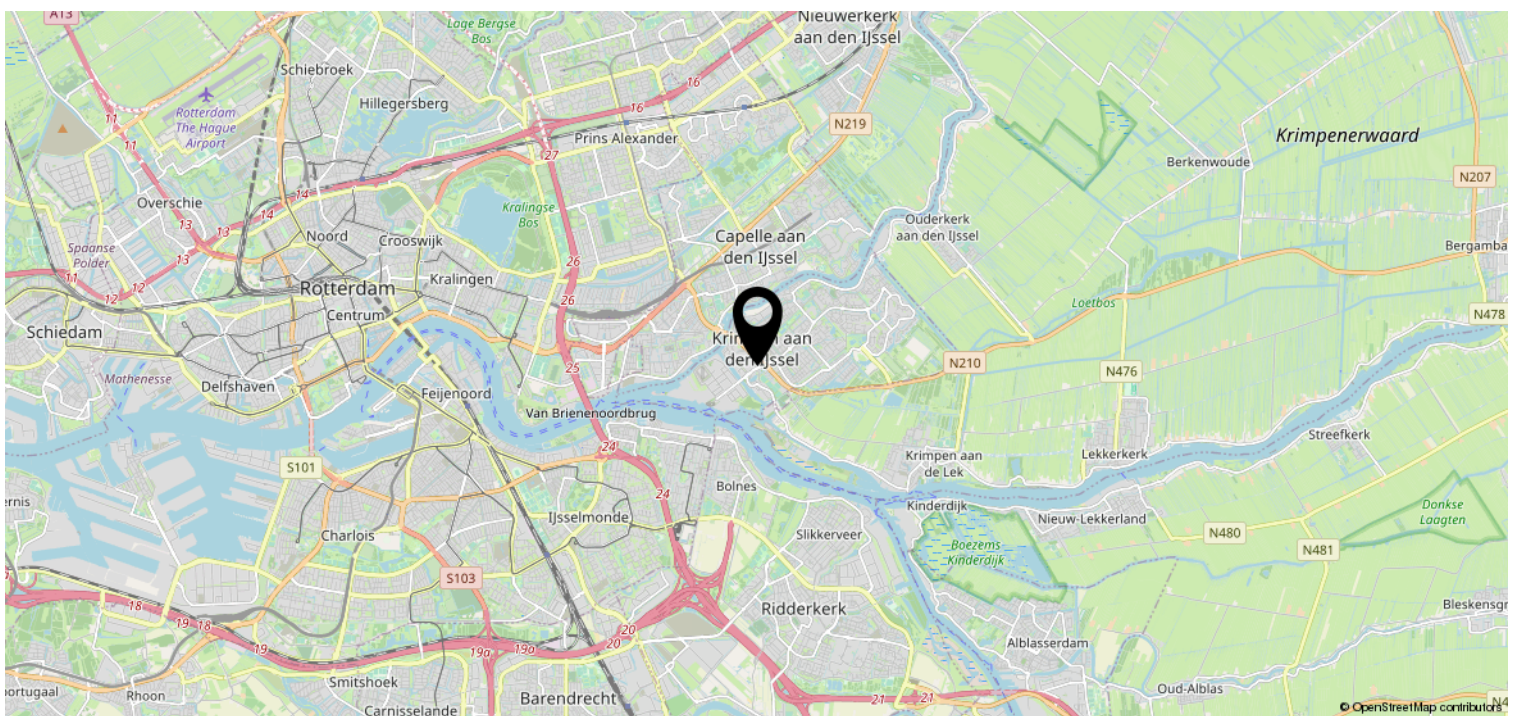 A13
Lage Bergse
Bos
Nieuwerkerk
aan den IJssel
Schiebroek
16
Rotterdam
The Hague
Airport
Hillegersberg
16
11
11
Prins Alexander
N219
Krimpenerwaard
27
Berkenwoude
N207
14
Overschie
14
13
13
Kralingse
Bos
Ouderkerk
aan den IJssel
Noord
Crooswijk
Capelle aan
den IJssel
Bergamba
Spaanse
Polder
13
11
12
12
26
Kralingen
Rotterdam
26
Loetbos
Centrum
N478
Schiedam
aan
N210
25
N476
Mathenesse
Delfshaven
Feijenoord
Van Brienenoordbrug
Streefkerk
24
S101
Krimpen aan
de Lek
Lekkerkerk
24
Bolnes
ernis
Kinderdijk
Donkse
Laagten
IJsselmonde
Nieuw-Lekkerland
Charlois
Slikkerveer
N480
N481
Boezems
Kinderdijk
S103
18
19
18
Ridderkerk
Bleskensgr
20
20
19
19a
19a
Alblasserdam
Smitshoek
Oud-Alblas
portugaal
Rhoon
Barendrecht
21
21
Carnisselande
© OpenStreetMap contributors